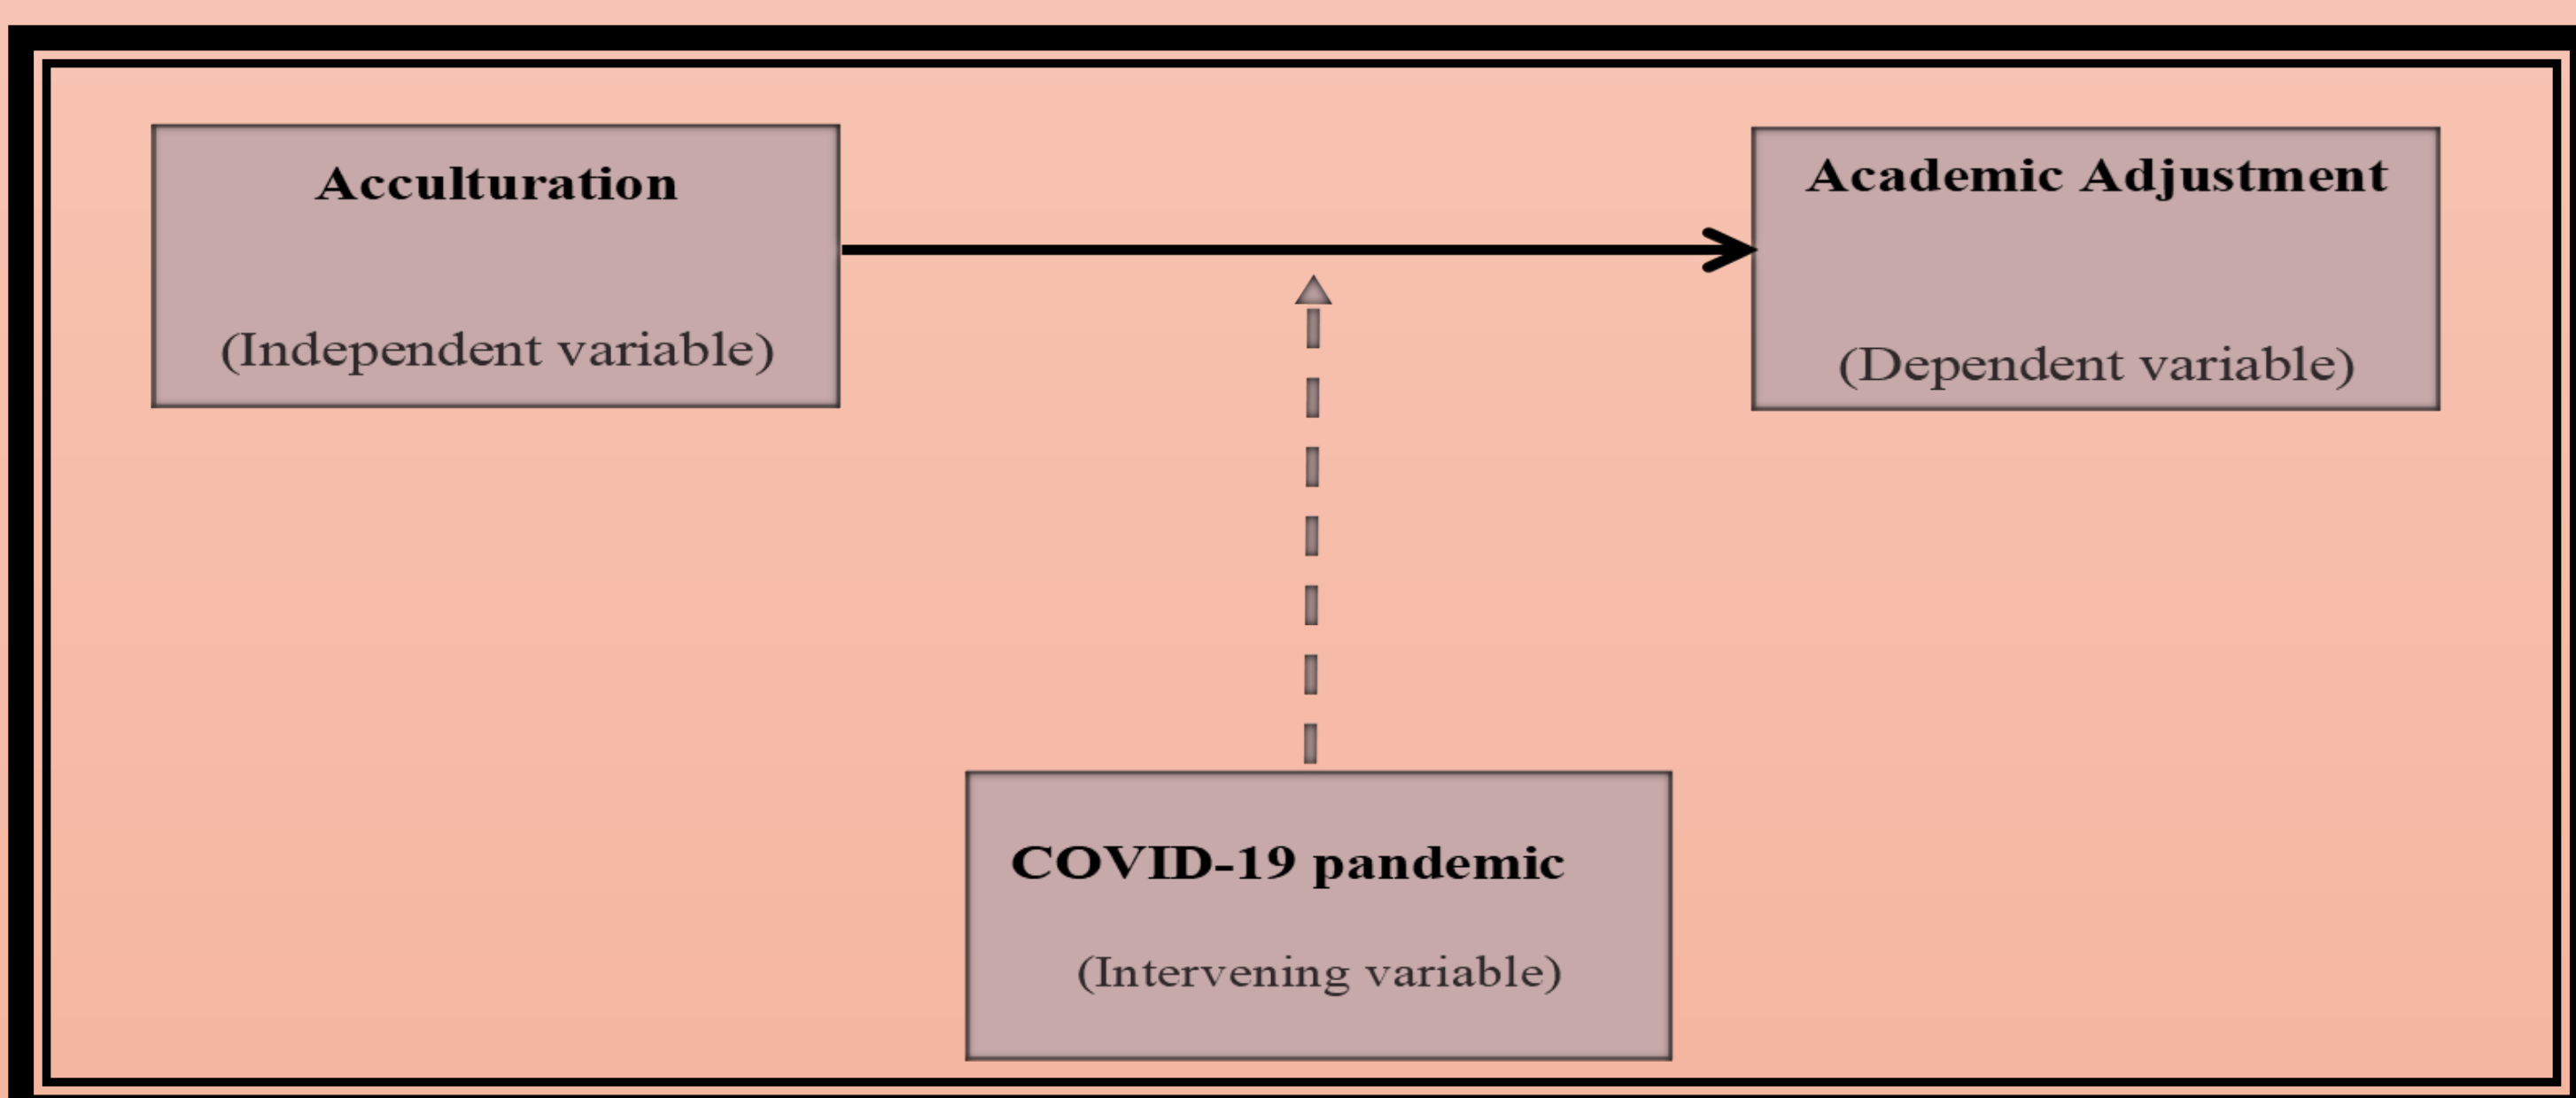 Acculturation
(Independent variable)
Academic Adjustment
(Dependent variable)
COVID-19 pandemic
(Intervening variable)